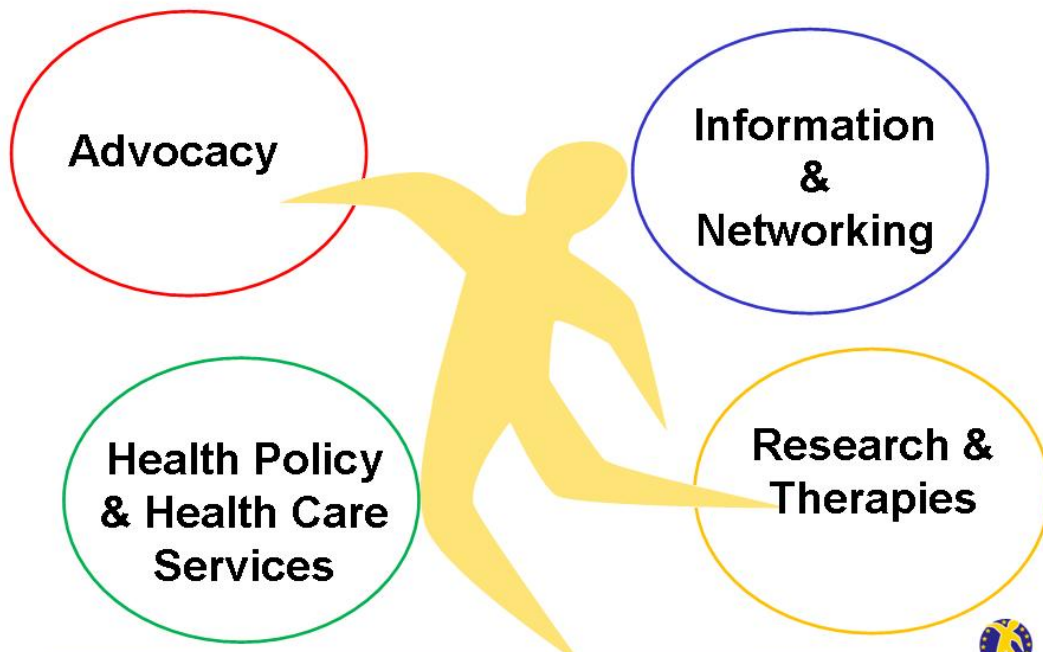 Advocacy
Information
&
Networking
Health Policy
& Health Care
Services
Research &
Therapies